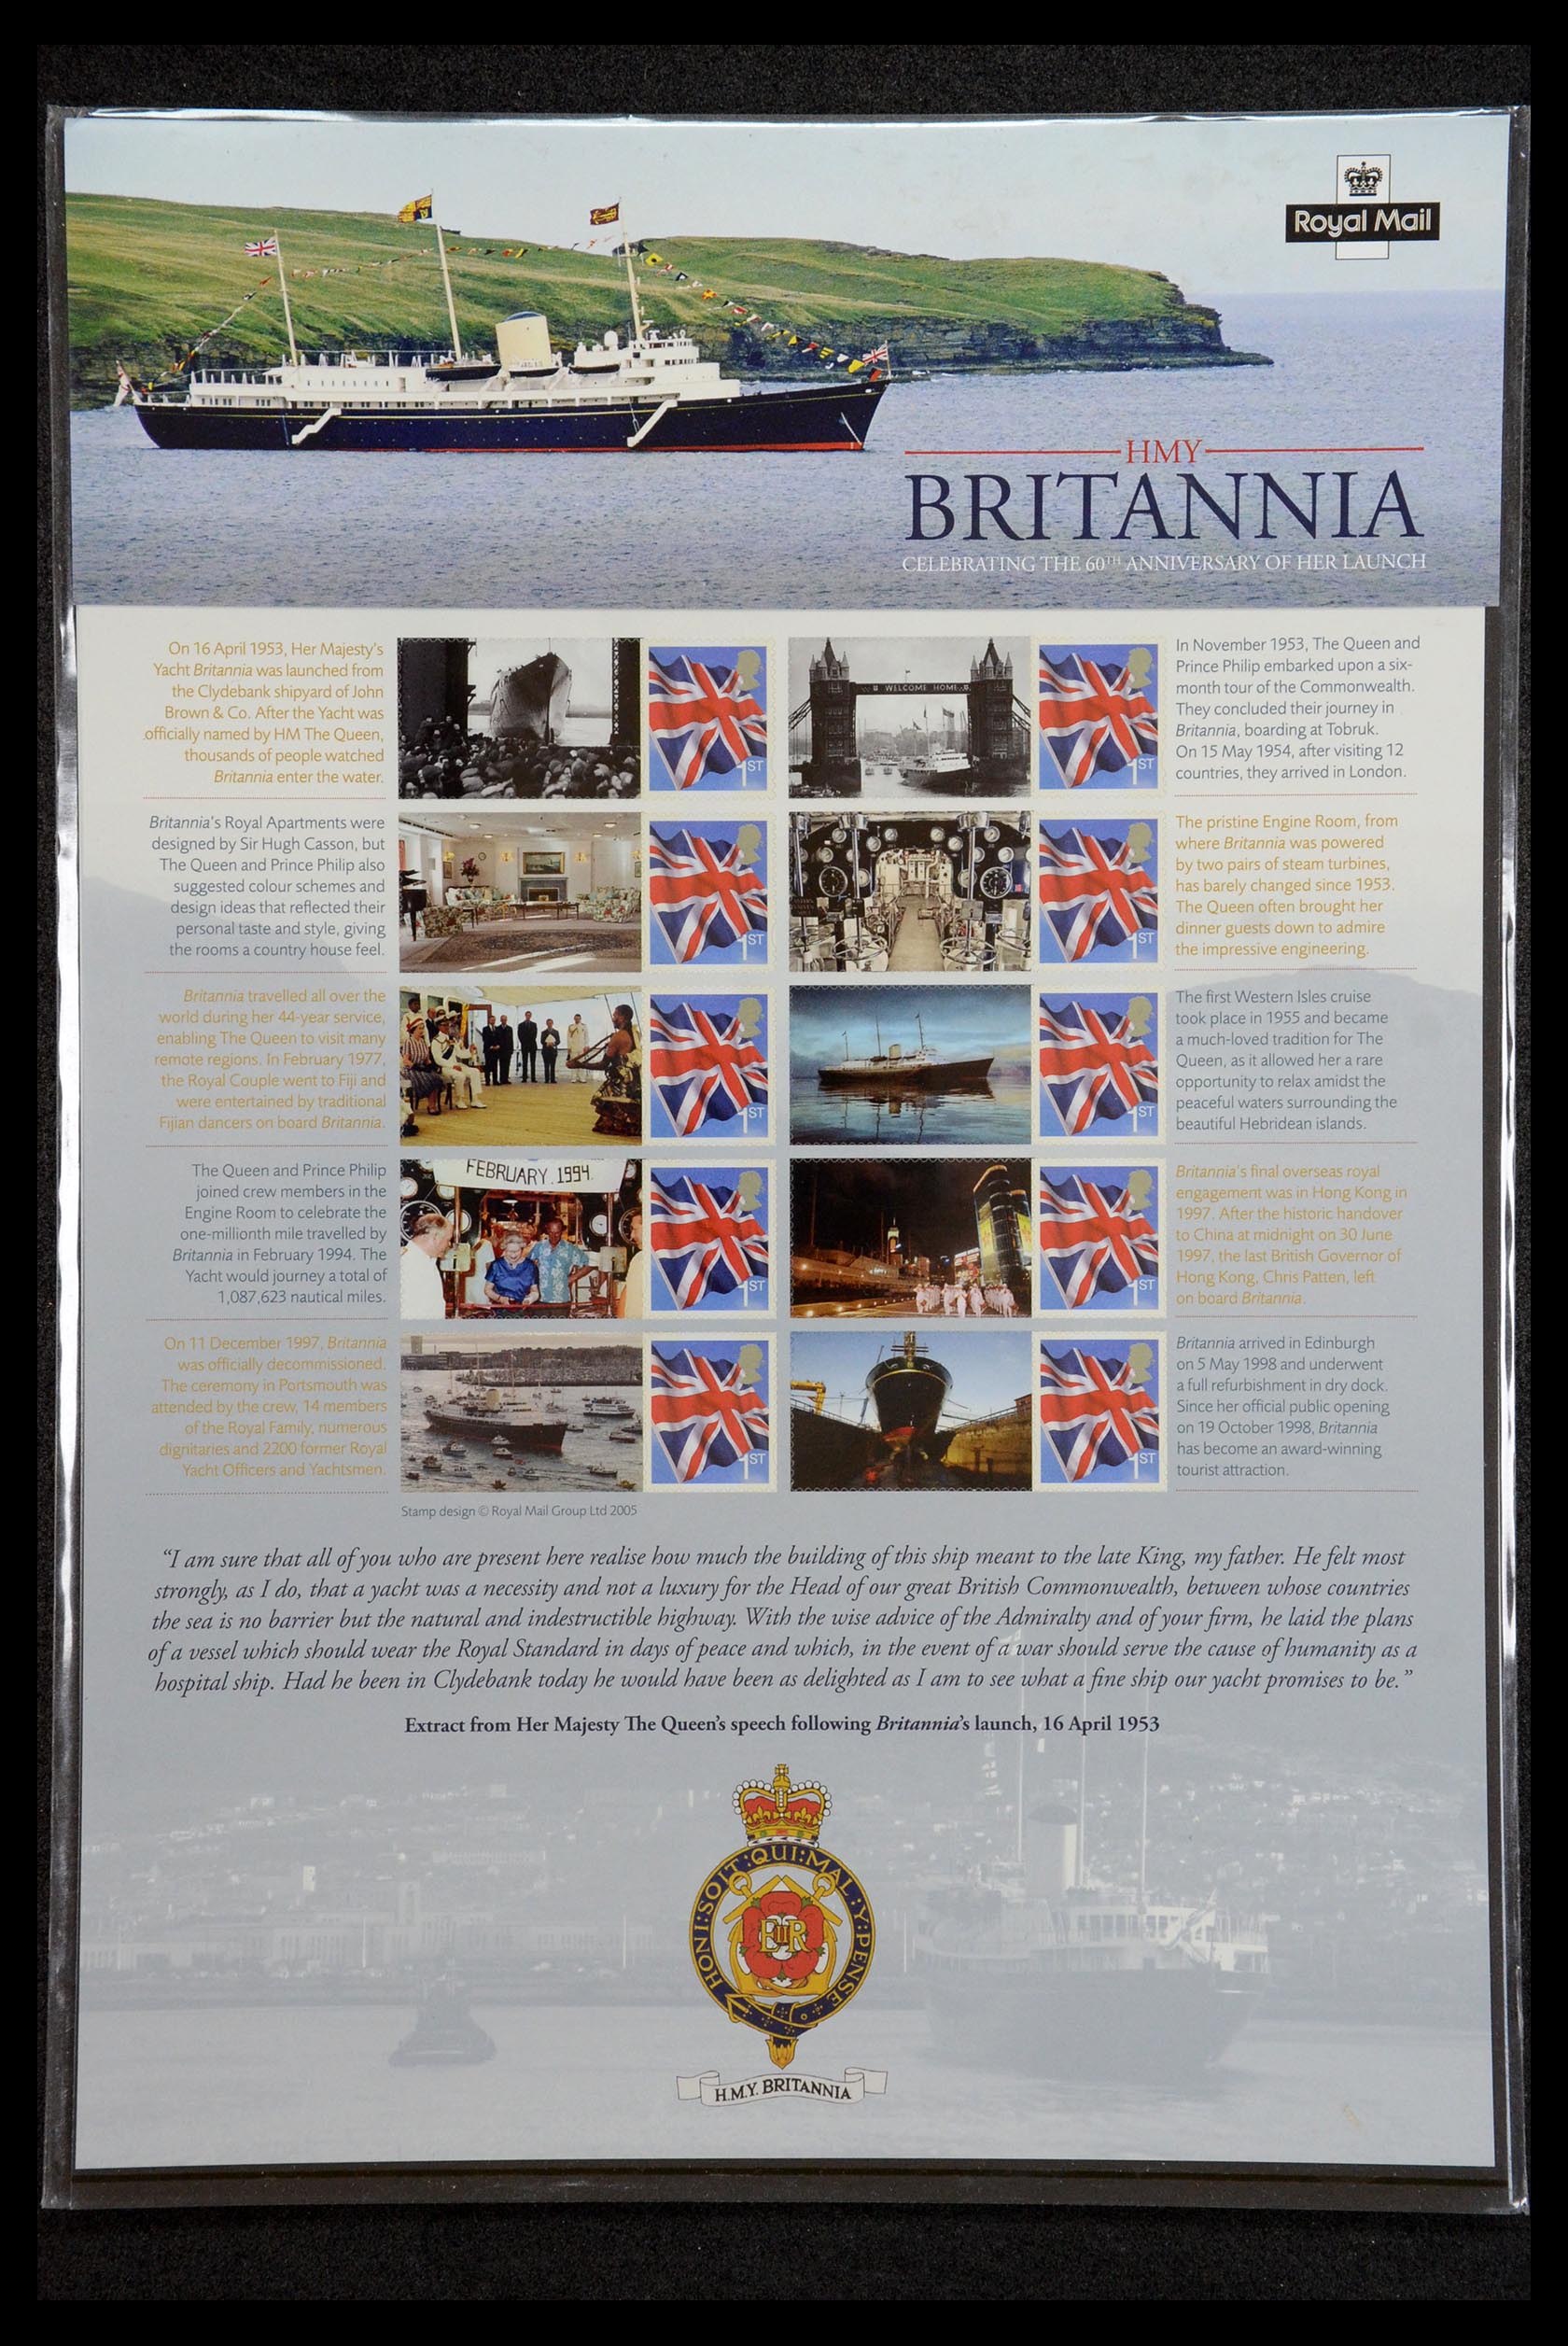 Royal Mail
HMY
BRITANNIA
CELEBRATING THE 60TH ANNIVERSARY OF HER LAUNCH
On 16 April 1953, Her Majesty's
Yacht Britannia was launched from
the Clydebank shipyard of John
Brown & Co. After the Yacht was
officially named by HM The Queen,
thousands of people watched
Britannia enter the water.
WELCOME HOME
1ST
1ST
In November 1953, The Queen and
Prince Philip embarked upon a six-
month tour of the Commonwealth.
They concluded their journey in
Britannia, boarding at Tobruk.
On 15 May 1954, after visiting 12
countries, they arrived in London.
Britannia's Royal Apartments were
designed by Sir Hugh Casson, but
The Queen and Prince Philip also
suggested colour schemes and
design ideas that reflected their
personal taste and style, giving
the rooms a country house feel.
1ST
1ST
The pristine Engine Room, from
where Britannia was powered
by two pairs of steam turbines,
has barely changed since 1953.
The Queen often brought her
dinner guests down to admire
the impressive engineering.
Britannia travelled all over the
world during her 44-year service,
enabling The Queen to visit many
remote regions. In February 1977,
the Royal Couple went to Fiji and
were entertained by traditional
Fijian dancers on board Britannia.
1ST
1ST
The first Western Isles cruise
took place in 1955 and became
a much-loved tradition for The
Queen, as it allowed her a rare
opportunity to relax amidst the
peaceful waters surrounding the
beautiful Hebridean islands.
The Queen and Prince Philip
joined crew members in the
Engine Room to celebrate the
one-millionth mile travelled by
Britannia in February 1994. The
Yacht would journey a total of
1,087,623 nautical miles.
FEBRUARY. 1994.
1ST
1ST
Britannia's final overseas royal
engagement was in Hong Kong in
1997. After the historic handover
to China at midnight on 30 June
1997, the last British Governor of
Hong Kong, Chris Patten, left
on board Britannia.
On 11 December 1997, Britannia
was officially decommissioned.
The ceremony in Portsmouth was
attended by the crew, 14 members
of the Royal Family, numerous
dignitaries and 2200 former Royal
Yacht Officers and Yachtsmen.
1ST
1ST
Britannia arrived in Edinburgh
on 5 May 1998 and underwent
a full refurbishment in dry dock.
Since her official public opening
on 19 October 1998, Britannia
has become an award-winning
tourist attraction.
Stamp design © Royal Mail Group Ltd 2005
"I am sure that all of you who are present here realise how much the building of this ship meant to the late King, my father. He felt most
strongly, as I do, that a yacht was a necessity and not a luxury for the Head of our great British Commonwealth, between whose countries
the sea is no barrier but the natural and indestructible highway. With the wise advice of the Admiralty and of your firm, he laid the plans
of a vessel which should wear the Royal Standard in days of peace and which, in the event of a war should serve the cause of humanity as a
hospital ship. Had he been in Clydebank today he would have been as delighted as I am to see what a fine ship our yacht promises to be."
Extract from Her Majesty The Queen's speech following Britannia's launch, 16 April 1953
HONI:SOIT:QUI:MAL:Y:PENSE
EIIR
H.M.Y. BRITANNIA